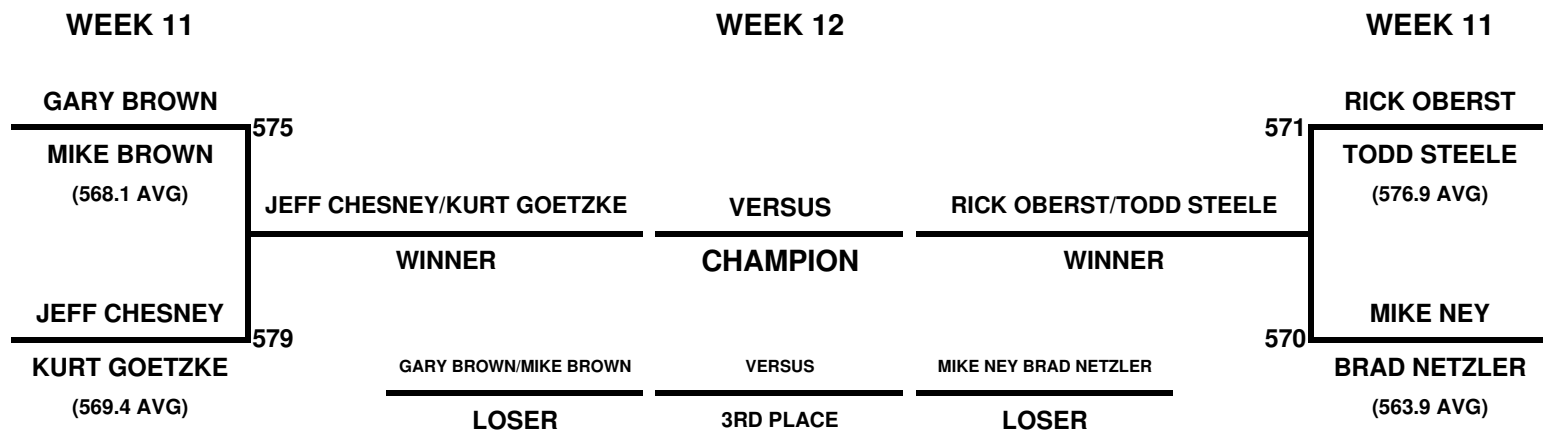 WEEK 11
WEEK 12
WEEK 11
GARY BROWN
575
MIKE BROWN
(568.1 AVG)
JEFF CHESNEY/KURT GOETZKE
WINNER
JEFF CHESNEY
579
KURT GOETZKE
(569.4 AVG)
VERSUS
CHAMPION
RICK OBERST
571
TODD STEELE
(576.9 AVG)
RICK OBERST/TODD STEELE
WINNER
MIKE NEY
570
BRAD NETZLER
(563.9 AVG)
GARY BROWN/MIKE BROWN
LOSER
VERSUS
3RD PLACE
MIKE NEY BRAD NETZLER
LOSER